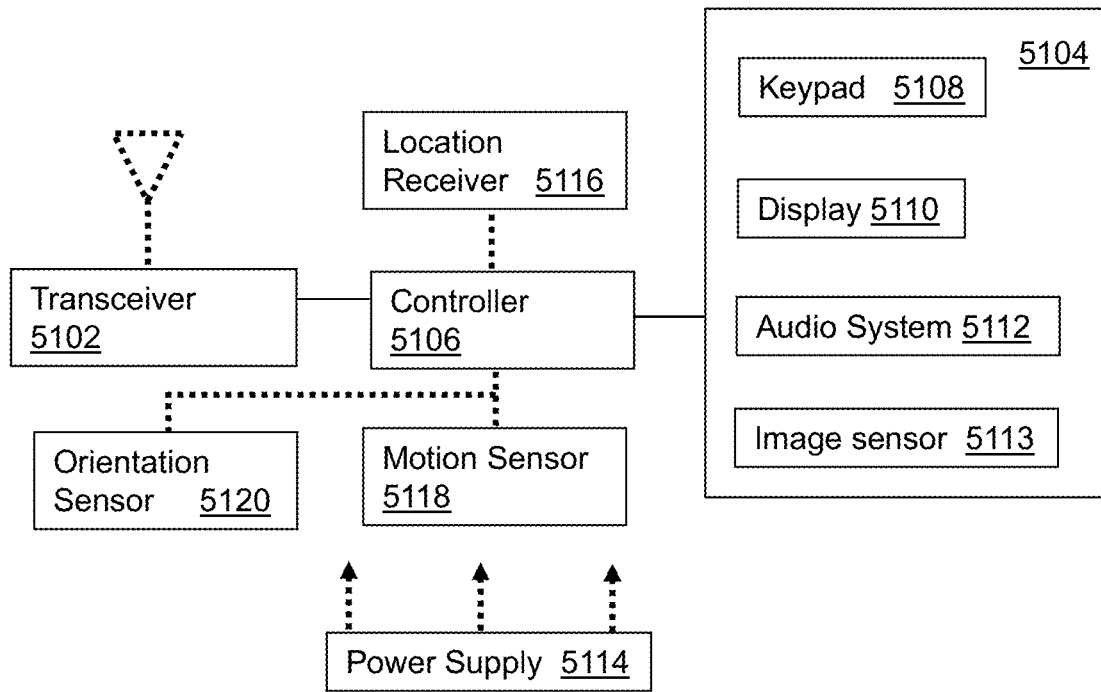 5104
Keypad 5108
Location
Receiver 5116
Display 5110
Transceiver
5102
Controller
5106
Audio System 5112
Image sensor 5113
Orientation
Sensor 5120
Motion Sensor
5118
Power Supply 5114